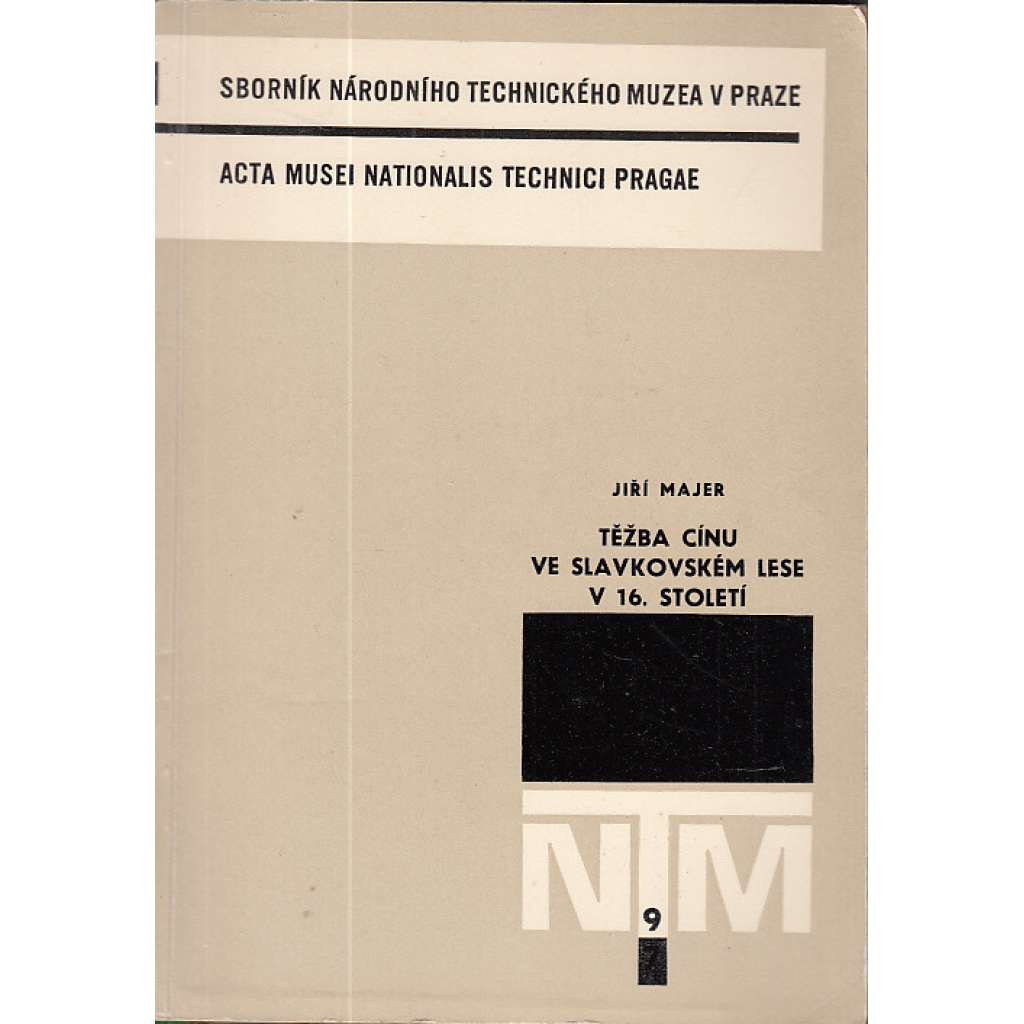 SBORNÍK NÁRODNÍHO TECHNICKÉHO MUZEA V PRAZE
ACTA MUSEI NATIONALIS TECHNICI PRAGAE
JIŘÍ MAJER
TĚŽBA CÍNU
VE SLAVKOVSKÉM LESE
V 16. STOLETÍ
NTM
9
7